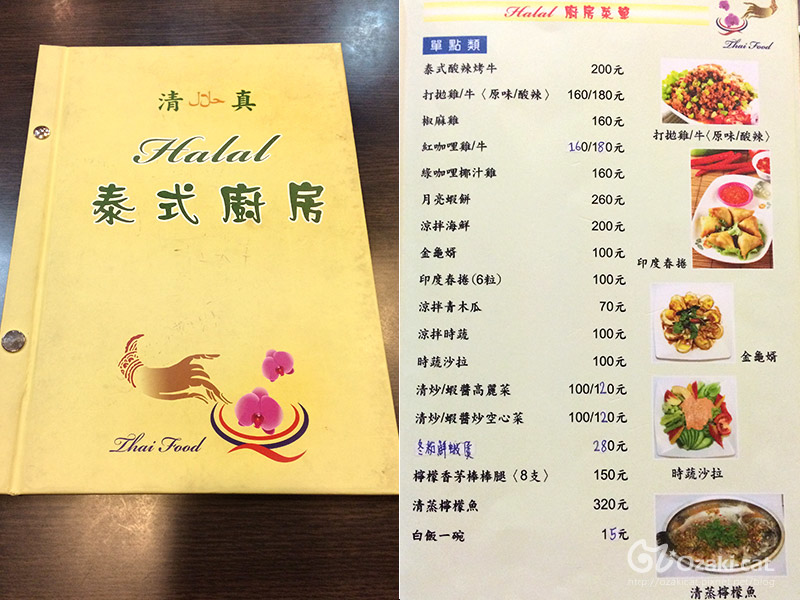 清 حلال 真
Halal
泰式廚房
Thai Food
Halal 廚房菜單
Thai Food
單點類
泰式酸辣烤牛 200元
打拋雞/牛〈原味/酸辣〉 160/180元
椒麻雞 160元
紅咖哩雞/牛 160/180元
綠咖哩椰汁雞 160元
月亮蝦餅 260元
涼拌海鮮 200元
金龜婿 100元
印度春捲(6粒) 100元
涼拌青木瓜 70元
涼拌時蔬 100元
時蔬沙拉 100元
清炒/蝦醬高麗菜 100/120元
清炒/蝦醬炒空心菜 100/120元
鮮蝦 280元
檸檬香茅棒棒腿〈8支〉 150元
清蒸檸檬魚 320元
白飯一碗 15元
打拋雞/牛〈原味/酸辣〉
印度春捲
金龜婿
時蔬沙拉
清蒸檸檬魚
Ozaki-cat